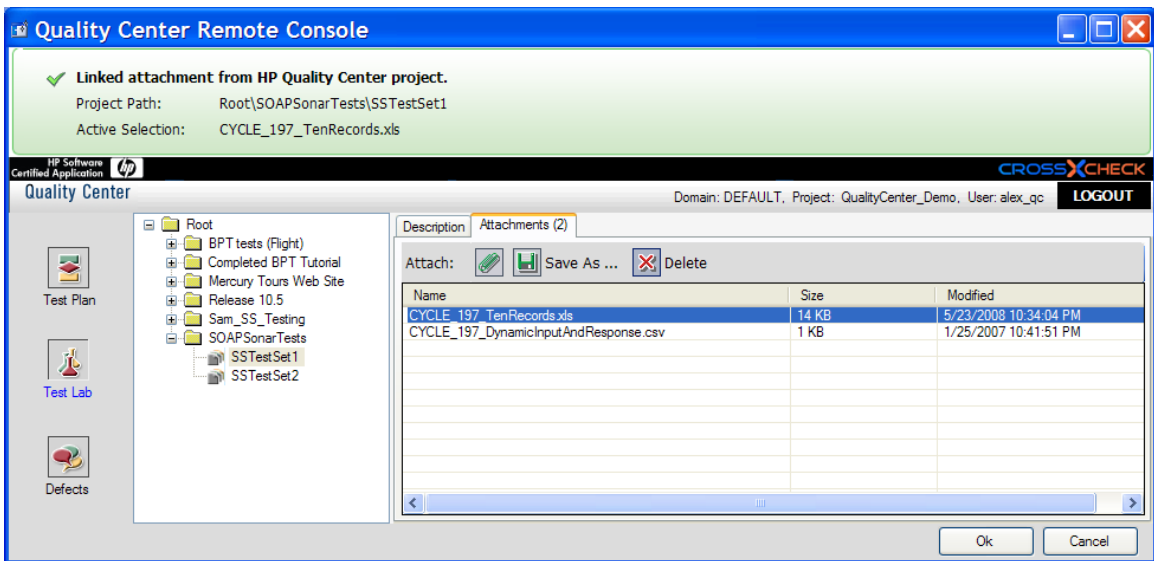 Quality Center Remote Console
Linked attachment from HP Quality Center project.
Project Path: Root\SOAPSonarTests\SSTestSet1
Active Selection: CYCLE_197_TenRecords.xls
HP Software
Certified Application hp
CROSSXCHECK
Quality Center
Domain: DEFAULT, Project: QualityCenter_Demo, User: alex_qc LOGOUT
Test Plan
Test Lab
Defects
Root
BPT tests (Flight)
Completed BPT Tutorial
Mercury Tours Web Site
Release 10.5
Sam_SS_Testing
SOAPSonarTests
SSTestSet1
SSTestSet2
Description Attachments (2)
Attach: Save As ... Delete
Name Size Modified
CYCLE_197_TenRecords.xls 14 KB 5/23/2008 10:34:04 PM
CYCLE_197_DynamicInputAndResponse.csv 1 KB 1/25/2007 10:41:51 PM
Ok Cancel